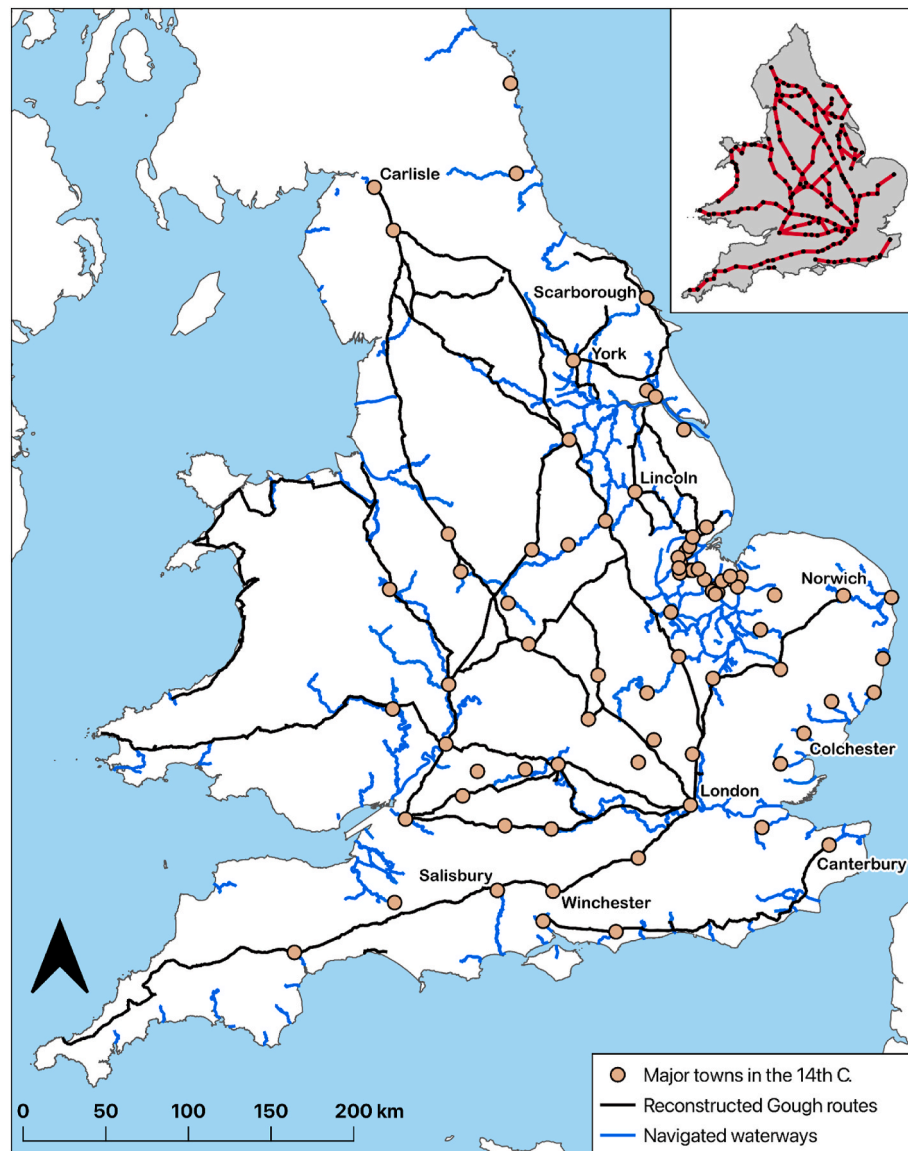 Carlisle
Scarborough
York
Lincoln
Norwich
Colchester
London
Canterbury
Salisbury
Winchester
Major towns in the 14th C.
Reconstructed Gough routes
Navigated waterways
0 50 100 150 200 km